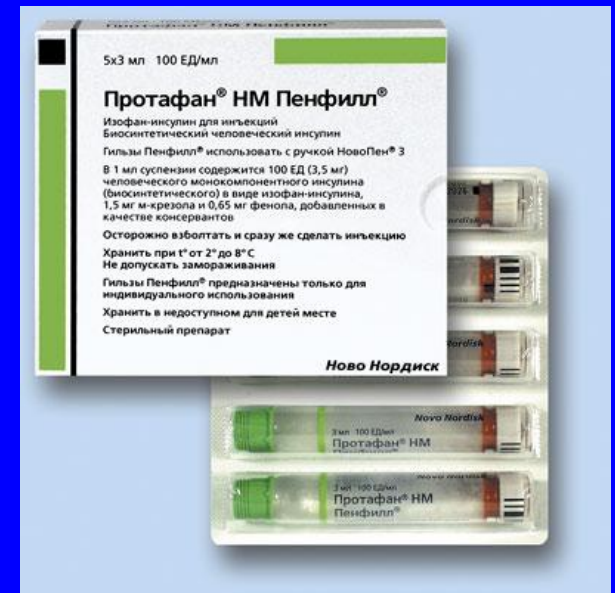 5х3 мл 100 ЕД/мл
Протафан® НМ Пенфилл®
Изофан-инсулин для инъекций
Биосинтетический человеческий инсулин
Гильзы Пенфилл® использовать с ручкой НовоПен® 3
В 1 мл суспензии содержится 100 ЕД (3,5 мг)
человеческого монокомпонентного инсулина
(биосинтетического) в виде изофан-инсулина,
1,5 мг м-крезола и 0,65 мг фенола, добавленных в
качестве консервантов
Осторожно взболтать и сразу же сделать инъекцию
Хранить при t° от 2° до 8° С
Не допускать замораживания
Гильзы Пенфилл® предназначены только для
индивидуального использования
Хранить в недоступном для детей месте
Стерильный препарат
Ново Нордиск
Nordisk
Novo Nordisk
3 мл 100 ЕД/мл
Протафан® НМ
Пенфилл®
Novo Nordisk
3 мл 100 ЕД/мл
Протафан® НМ
Пенфилл®